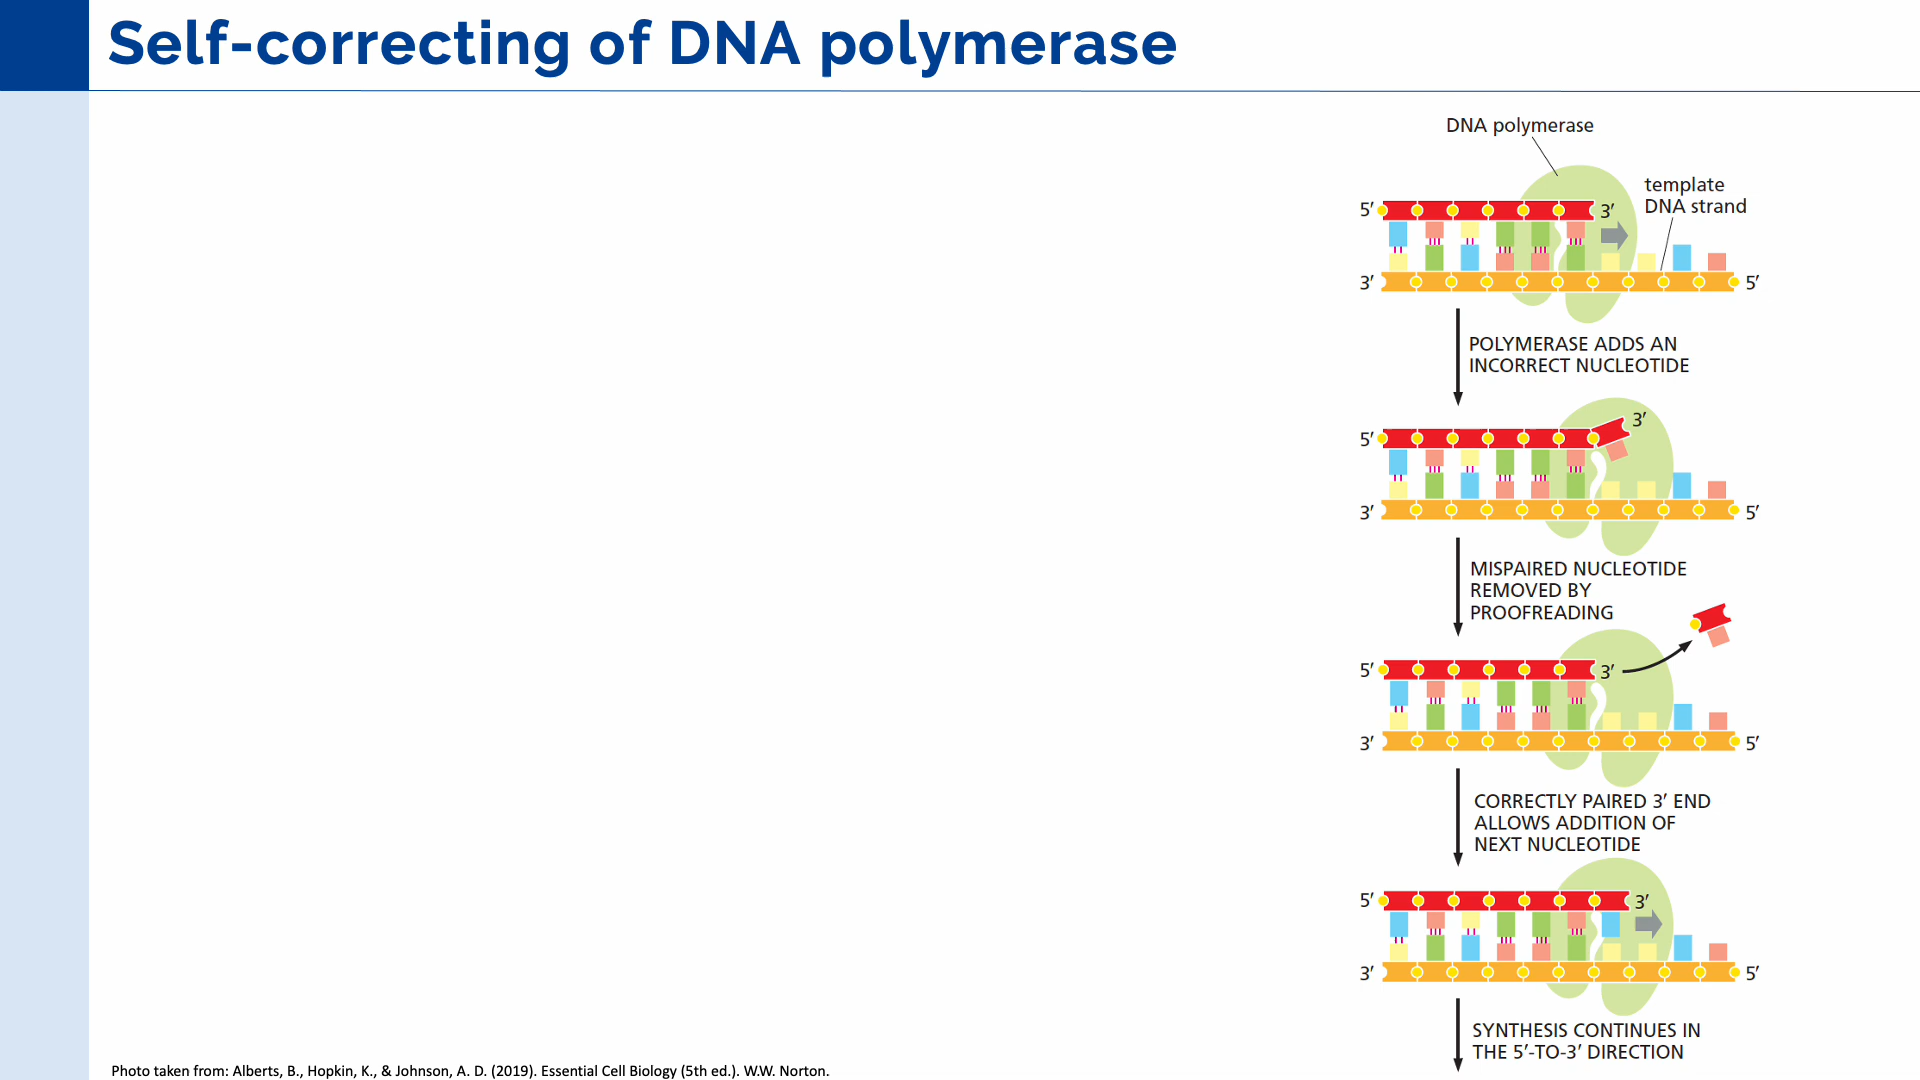 Self-correcting of DNA polymerase
DNA polymerase
template
DNA strand
5′
3′
3′
5′
POLYMERASE ADDS AN
INCORRECT NUCLEOTIDE
3′
5′
3′
5′
MISPAIRED NUCLEOTIDE
REMOVED BY
PROOFREADING
5′
3′
3′
5′
CORRECTLY PAIRED 3′ END
ALLOWS ADDITION OF
NEXT NUCLEOTIDE
5′
3′
3′
5′
SYNTHESIS CONTINUES IN
THE 5′-TO-3′ DIRECTION
Photo taken from: Alberts, B., Hopkin, K., & Johnson, A. D. (2019). Essential Cell Biology (5th ed.). W.W. Norton.